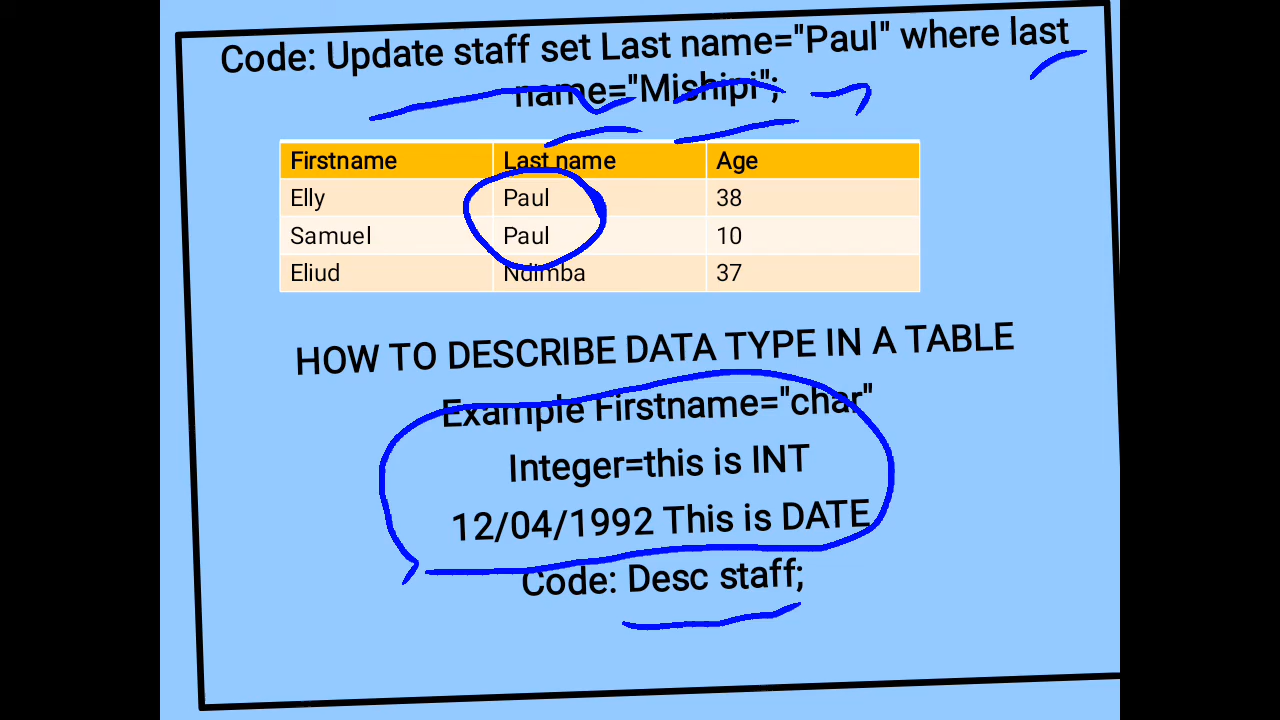 Code: Update staff set Last name="Paul" where last
name="Mishipi";
Firstname Last name Age
Elly Paul 38
Samuel Paul 10
Eliud Ndimba 37
HOW TO DESCRIBE DATA TYPE IN A TABLE
Example Firstname="char"
Integer=this is INT
12/04/1992 This is DATE
Code: Desc staff;